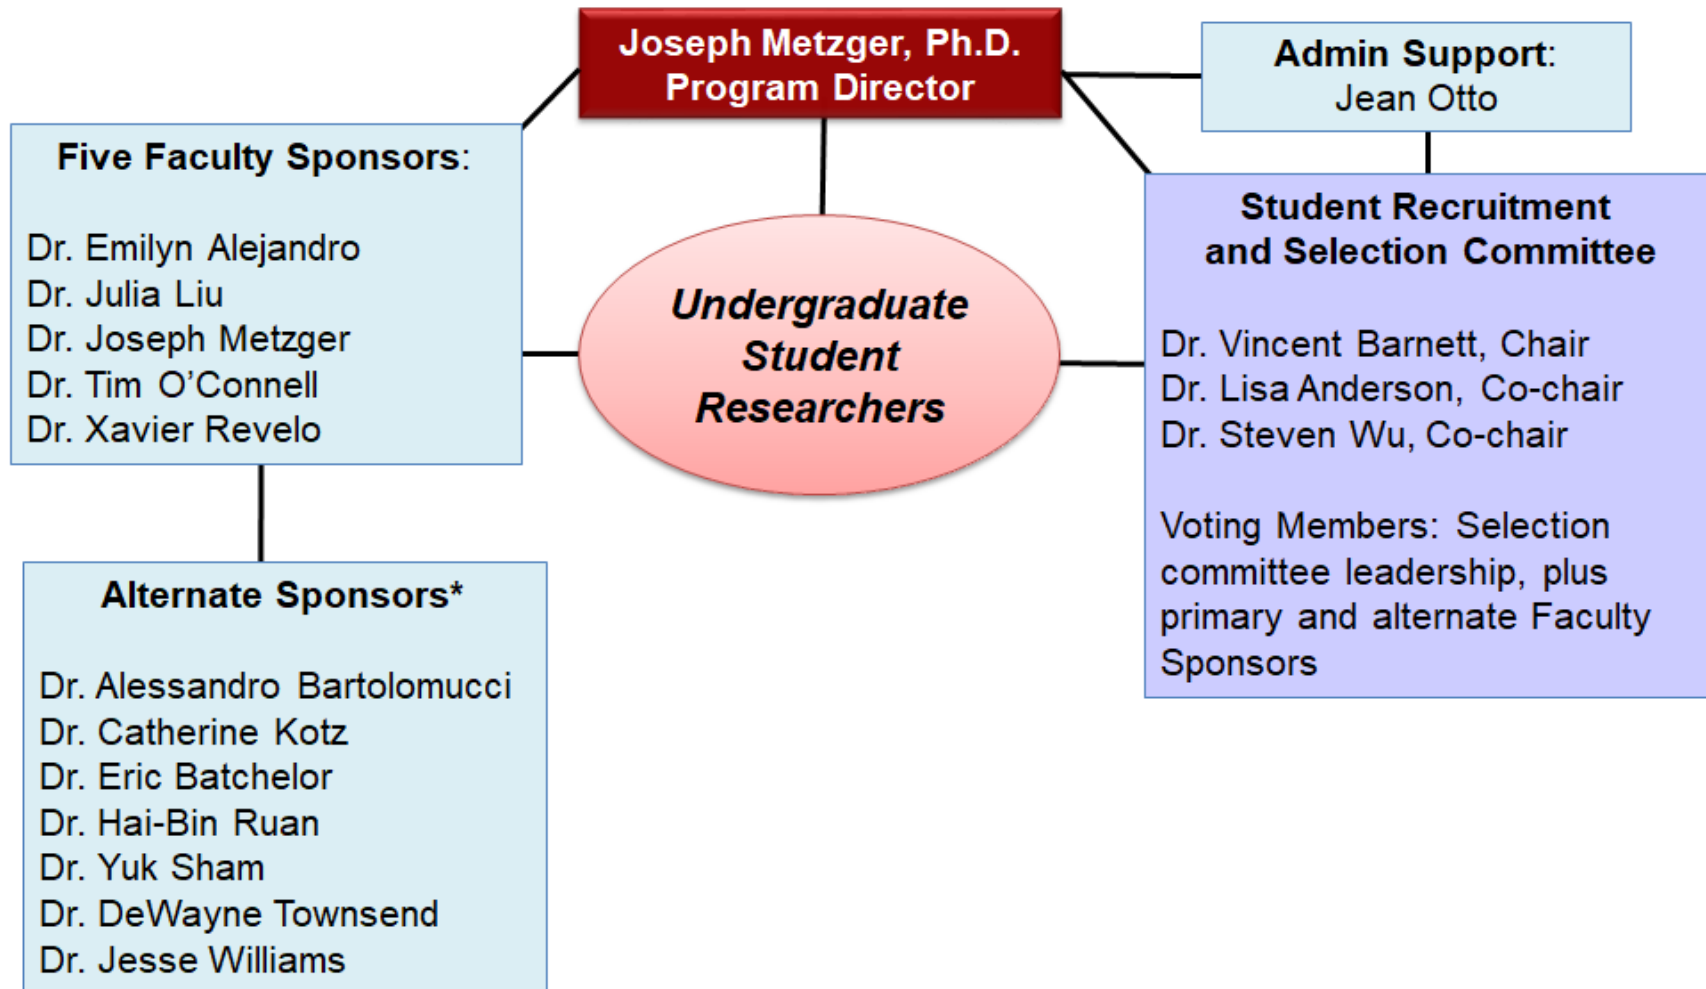 Joseph Metzger, Ph.D.
Program Director
Admin Support:
Jean Otto
Five Faculty Sponsors:
Dr. Emilyn Alejandro
Dr. Julia Liu
Dr. Joseph Metzger
Dr. Tim O'Connell
Dr. Xavier Revelo
Undergraduate
Student
Researchers
Student Recruitment
and Selection Committee
Dr. Vincent Barnett, Chair
Dr. Lisa Anderson, Co-chair
Dr. Steven Wu, Co-chair
Voting Members: Selection
committee leadership, plus
primary and alternate Faculty
Sponsors
Alternate Sponsors*
Dr. Alessandro Bartolomucci
Dr. Catherine Kotz
Dr. Eric Batchelor
Dr. Hai-Bin Ruan
Dr. Yuk Sham
Dr. DeWayne Townsend
Dr. Jesse Williams